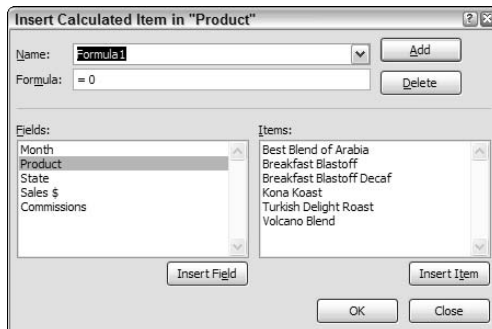 Insert Calculated Item in "Product"
Name: Formula1 Add
Formula: = 0 Delete
Fields: Items:
Month Best Blend of Arabia
Product Breakfast Blastoff
State Breakfast Blastoff Decaf
Sales $ Kona Koast
Commissions Turkish Delight Roast
Volcano Blend
Insert Field Insert Item
OK Close